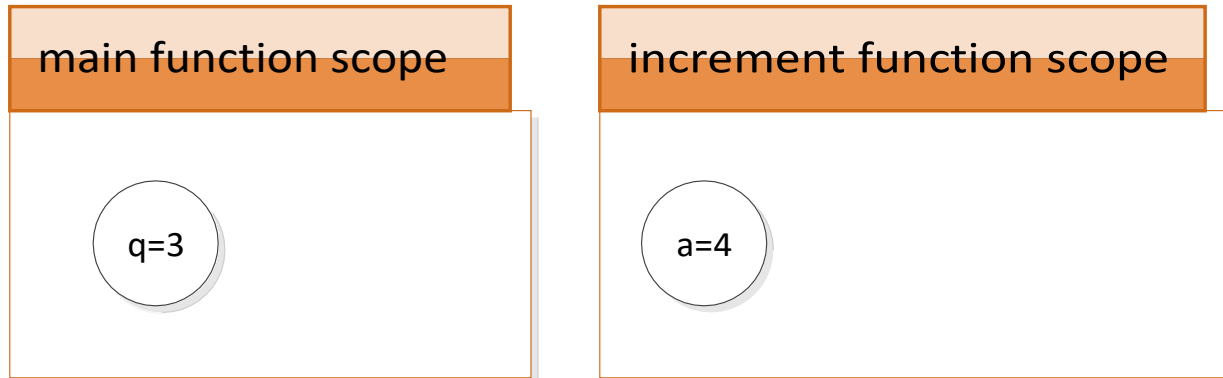 main function scope
increment function scope
q=3
a=4